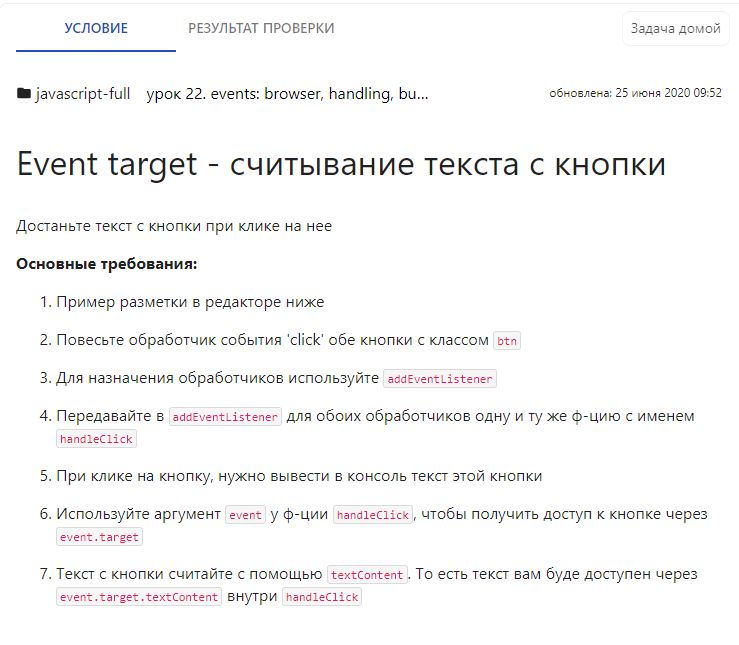 УСЛОВИЕ РЕЗУЛЬТАТ ПРОВЕРКИ Задача домой
javascript-full урок 22. events: browser, handling, bu... обновлена: 25 июня 2020 09:52
Event target - считывание текста с кнопки
Достаньте текст с кнопки при клике на нее
Основные требования:
1. Пример разметки в редакторе ниже
2. Повесьте обработчик события 'click' обе кнопки с классом btn
3. Для назначения обработчиков используйте addEventListener
4. Передавайте в addEventListener для обоих обработчиков одну и ту же ф-цию с именем
handleClick
5. При клике на кнопку, нужно вывести в консоль текст этой кнопки
6. Используйте аргумент event у ф-ции handleClick, чтобы получить доступ к кнопке через
event.target
7. Текст с кнопки считайте с помощью textContent. То есть текст вам буде доступен через
event.target.textContent внутри handleClick